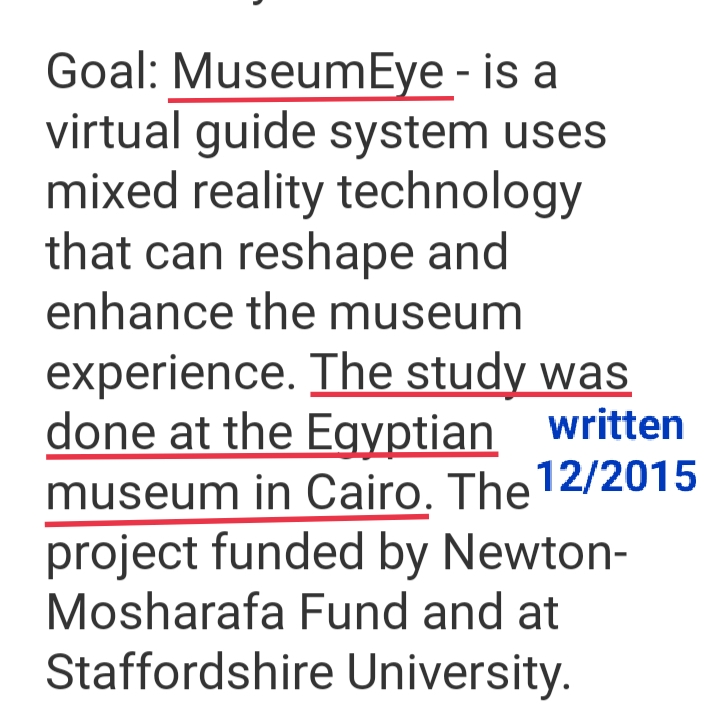 Goal: MuseumEye - is a
virtual guide system uses
mixed reality technology
that can reshape and
enhance the museum
experience. The study was
done at the Egyptian
museum in Cairo. The
written
12/2015
project funded by Newton-
Mosharafa Fund and at
Staffordshire University.